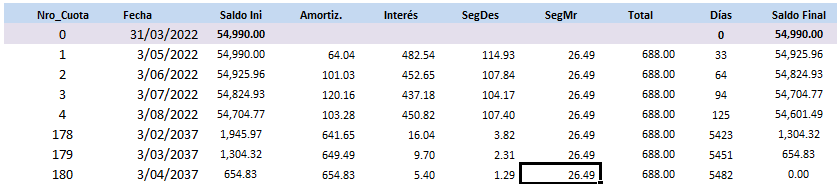 Nro_Cuota Fecha Saldo Ini Amortiz. Interés SegDes SegMr Total Días Saldo Final
0 31/03/2022 54,990.00 0 54,990.00
1 3/05/2022 54,990.00 64.04 482.54 114.93 26.49 688.00 33 54,925.96
2 3/06/2022 54,925.96 101.03 452.65 107.84 26.49 688.00 64 54,824.93
3 3/07/2022 54,824.93 120.16 437.18 104.17 26.49 688.00 94 54,704.77
4 3/08/2022 54,704.77 103.28 450.82 107.40 26.49 688.00 125 54,601.49
178 3/02/2037 1,945.97 641.65 16.04 3.82 26.49 688.00 5423 1,304.32
179 3/03/2037 1,304.32 649.49 9.70 2.31 26.49 688.00 5451 654.83
180 3/04/2037 654.83 654.83 5.40 1.29 26.49 688.00 5482 0.00